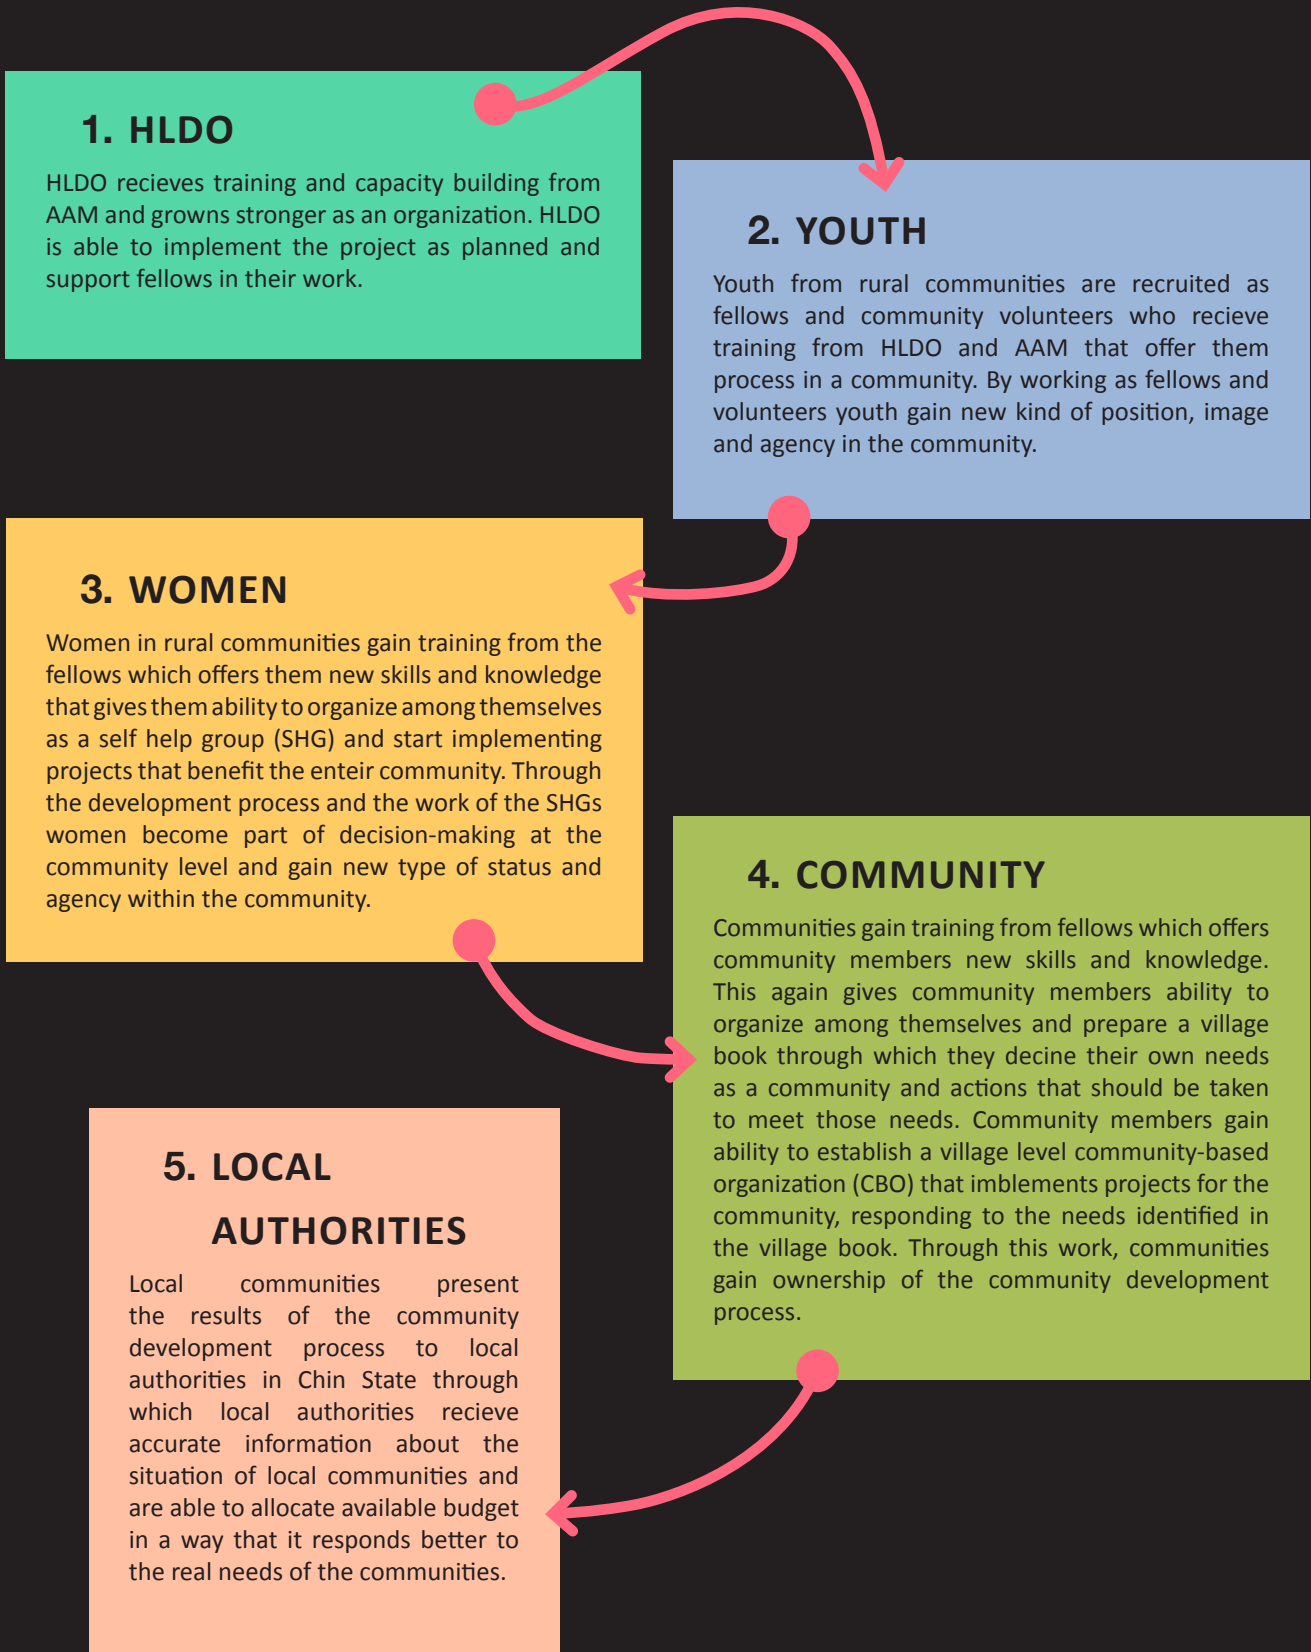 1. HLDO
HLDO recieves training and capacity building from
AAM and growns stronger as an organization. HLDO
is able to implement the project as planned and
support fellows in their work.
2. YOUTH
Youth from rural communities are recruited as
fellows and community volunteers who recieve
training from HLDO and AAM that offer them
process in a community. By working as fellows and
volunteers youth gain new kind of position, image
and agency in the community.
3. WOMEN
Women in rural communities gain training from the
fellows which offers them new skills and knowledge
that gives them ability to organize among themselves
as a self help group (SHG) and start implementing
projects that benefit the enteir community. Through
the development process and the work of the SHGs
women become part of decision-making at the
community level and gain new type of status and
agency within the community.
4. COMMUNITY
Communities gain training from fellows which offers
community members new skills and knowledge.
This again gives community members ability to
organize among themselves and prepare a village
book through which they decine their own needs
as a community and actions that should be taken
to meet those needs. Community members gain
ability to establish a village level community-based
organization (CBO) that imblements projects for the
community, responding to the needs identified in
the village book. Through this work, communities
gain ownership of the community development
process.
5. LOCAL
AUTHORITIES
Local communities present
the results of the community
development process to local
authorities in Chin State through
which local authorities recieve
accurate information about the
situation of local communities and
are able to allocate available budget
in a way that it responds better to
the real needs of the communities.